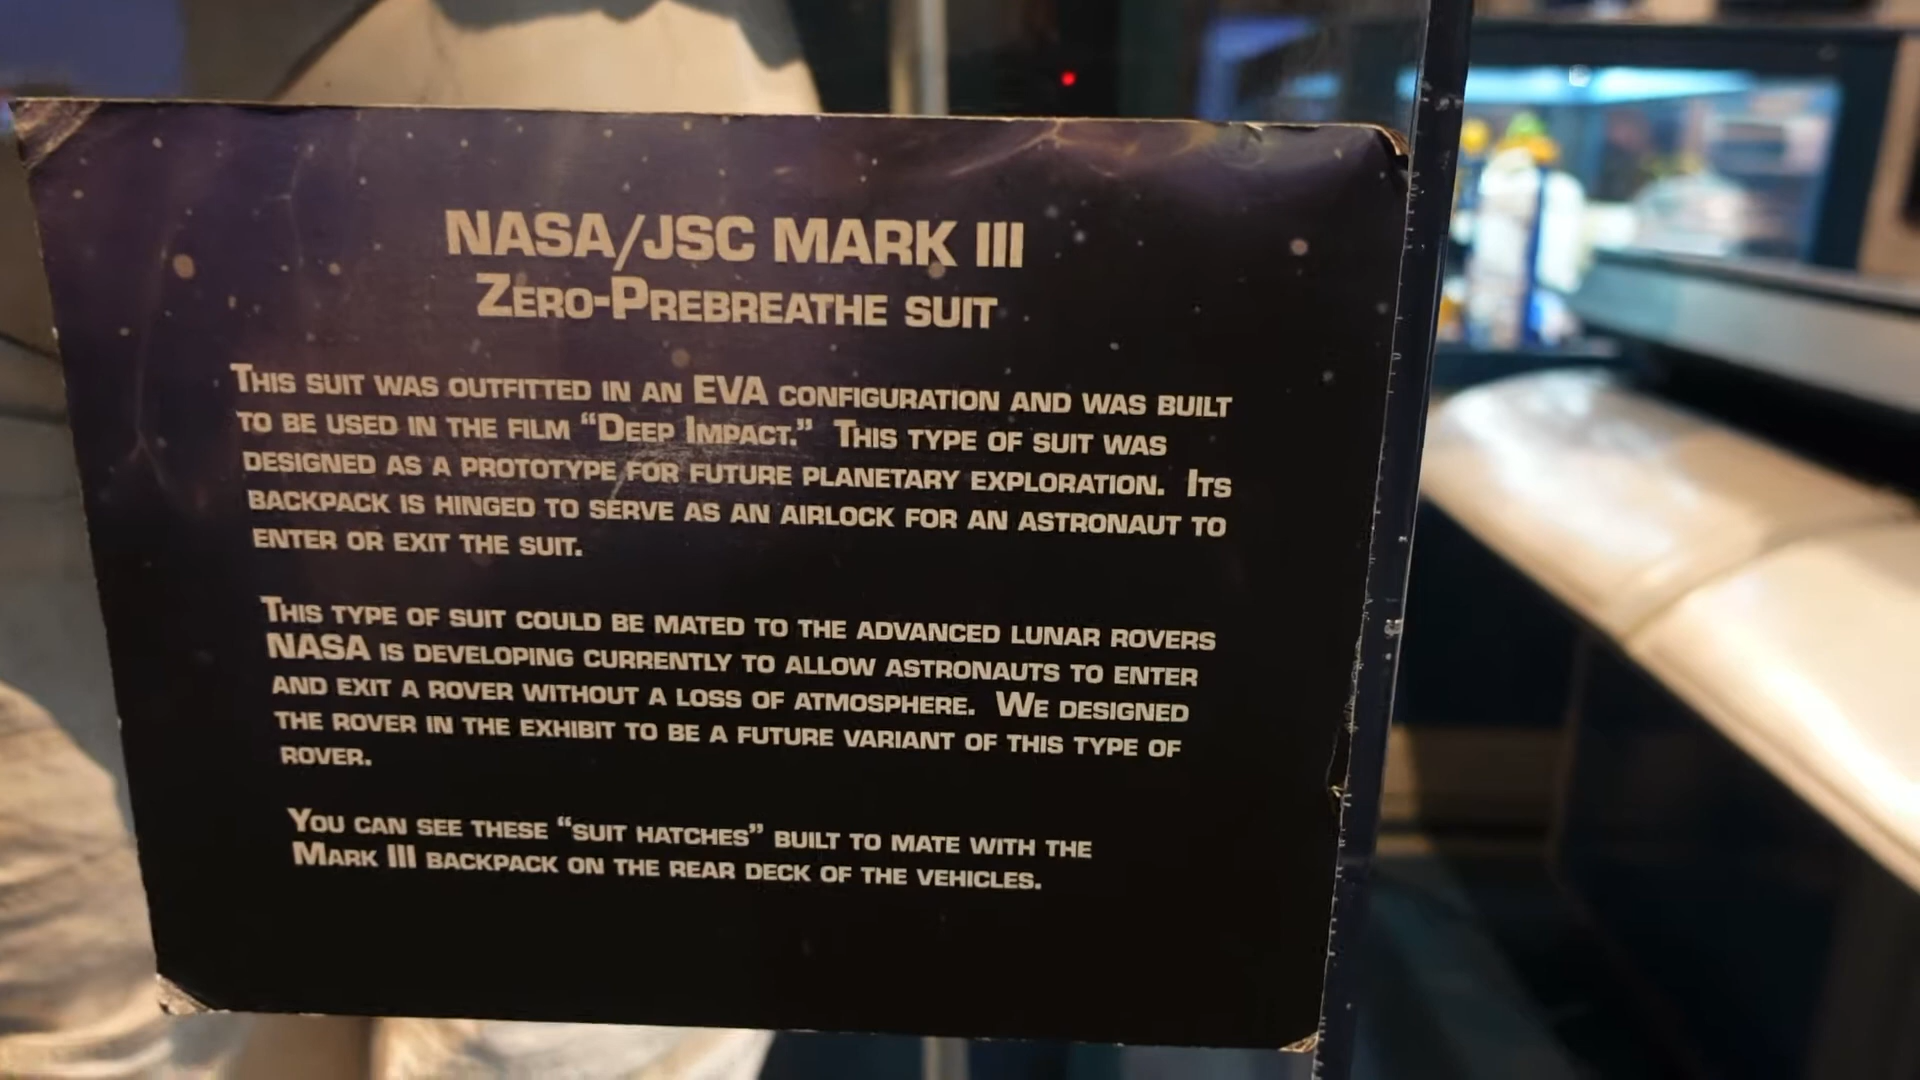 NASA/JSC MARK III
ZERO-PREBREATHE SUIT
THIS SUIT WAS OUTFITTED IN AN EVA CONFIGURATION AND WAS BUILT
TO BE USED IN THE FILM “DEEP IMPACT.” THIS TYPE OF SUIT WAS
DESIGNED AS A PROTOTYPE FOR FUTURE PLANETARY EXPLORATION. ITS
BACKPACK IS HINGED TO SERVE AS AN AIRLOCK FOR AN ASTRONAUT TO
ENTER OR EXIT THE SUIT.
THIS TYPE OF SUIT COULD BE MATED TO THE ADVANCED LUNAR ROVERS
NASA IS DEVELOPING CURRENTLY TO ALLOW ASTRONAUTS TO ENTER
AND EXIT A ROVER WITHOUT A LOSS OF ATMOSPHERE. WE DESIGNED
THE ROVER IN THE EXHIBIT TO BE A FUTURE VARIANT OF THIS TYPE OF
ROVER.
YOU CAN SEE THESE “SUIT HATCHES” BUILT TO MATE WITH THE
MARK III BACKPACK ON THE REAR DECK OF THE VEHICLES.